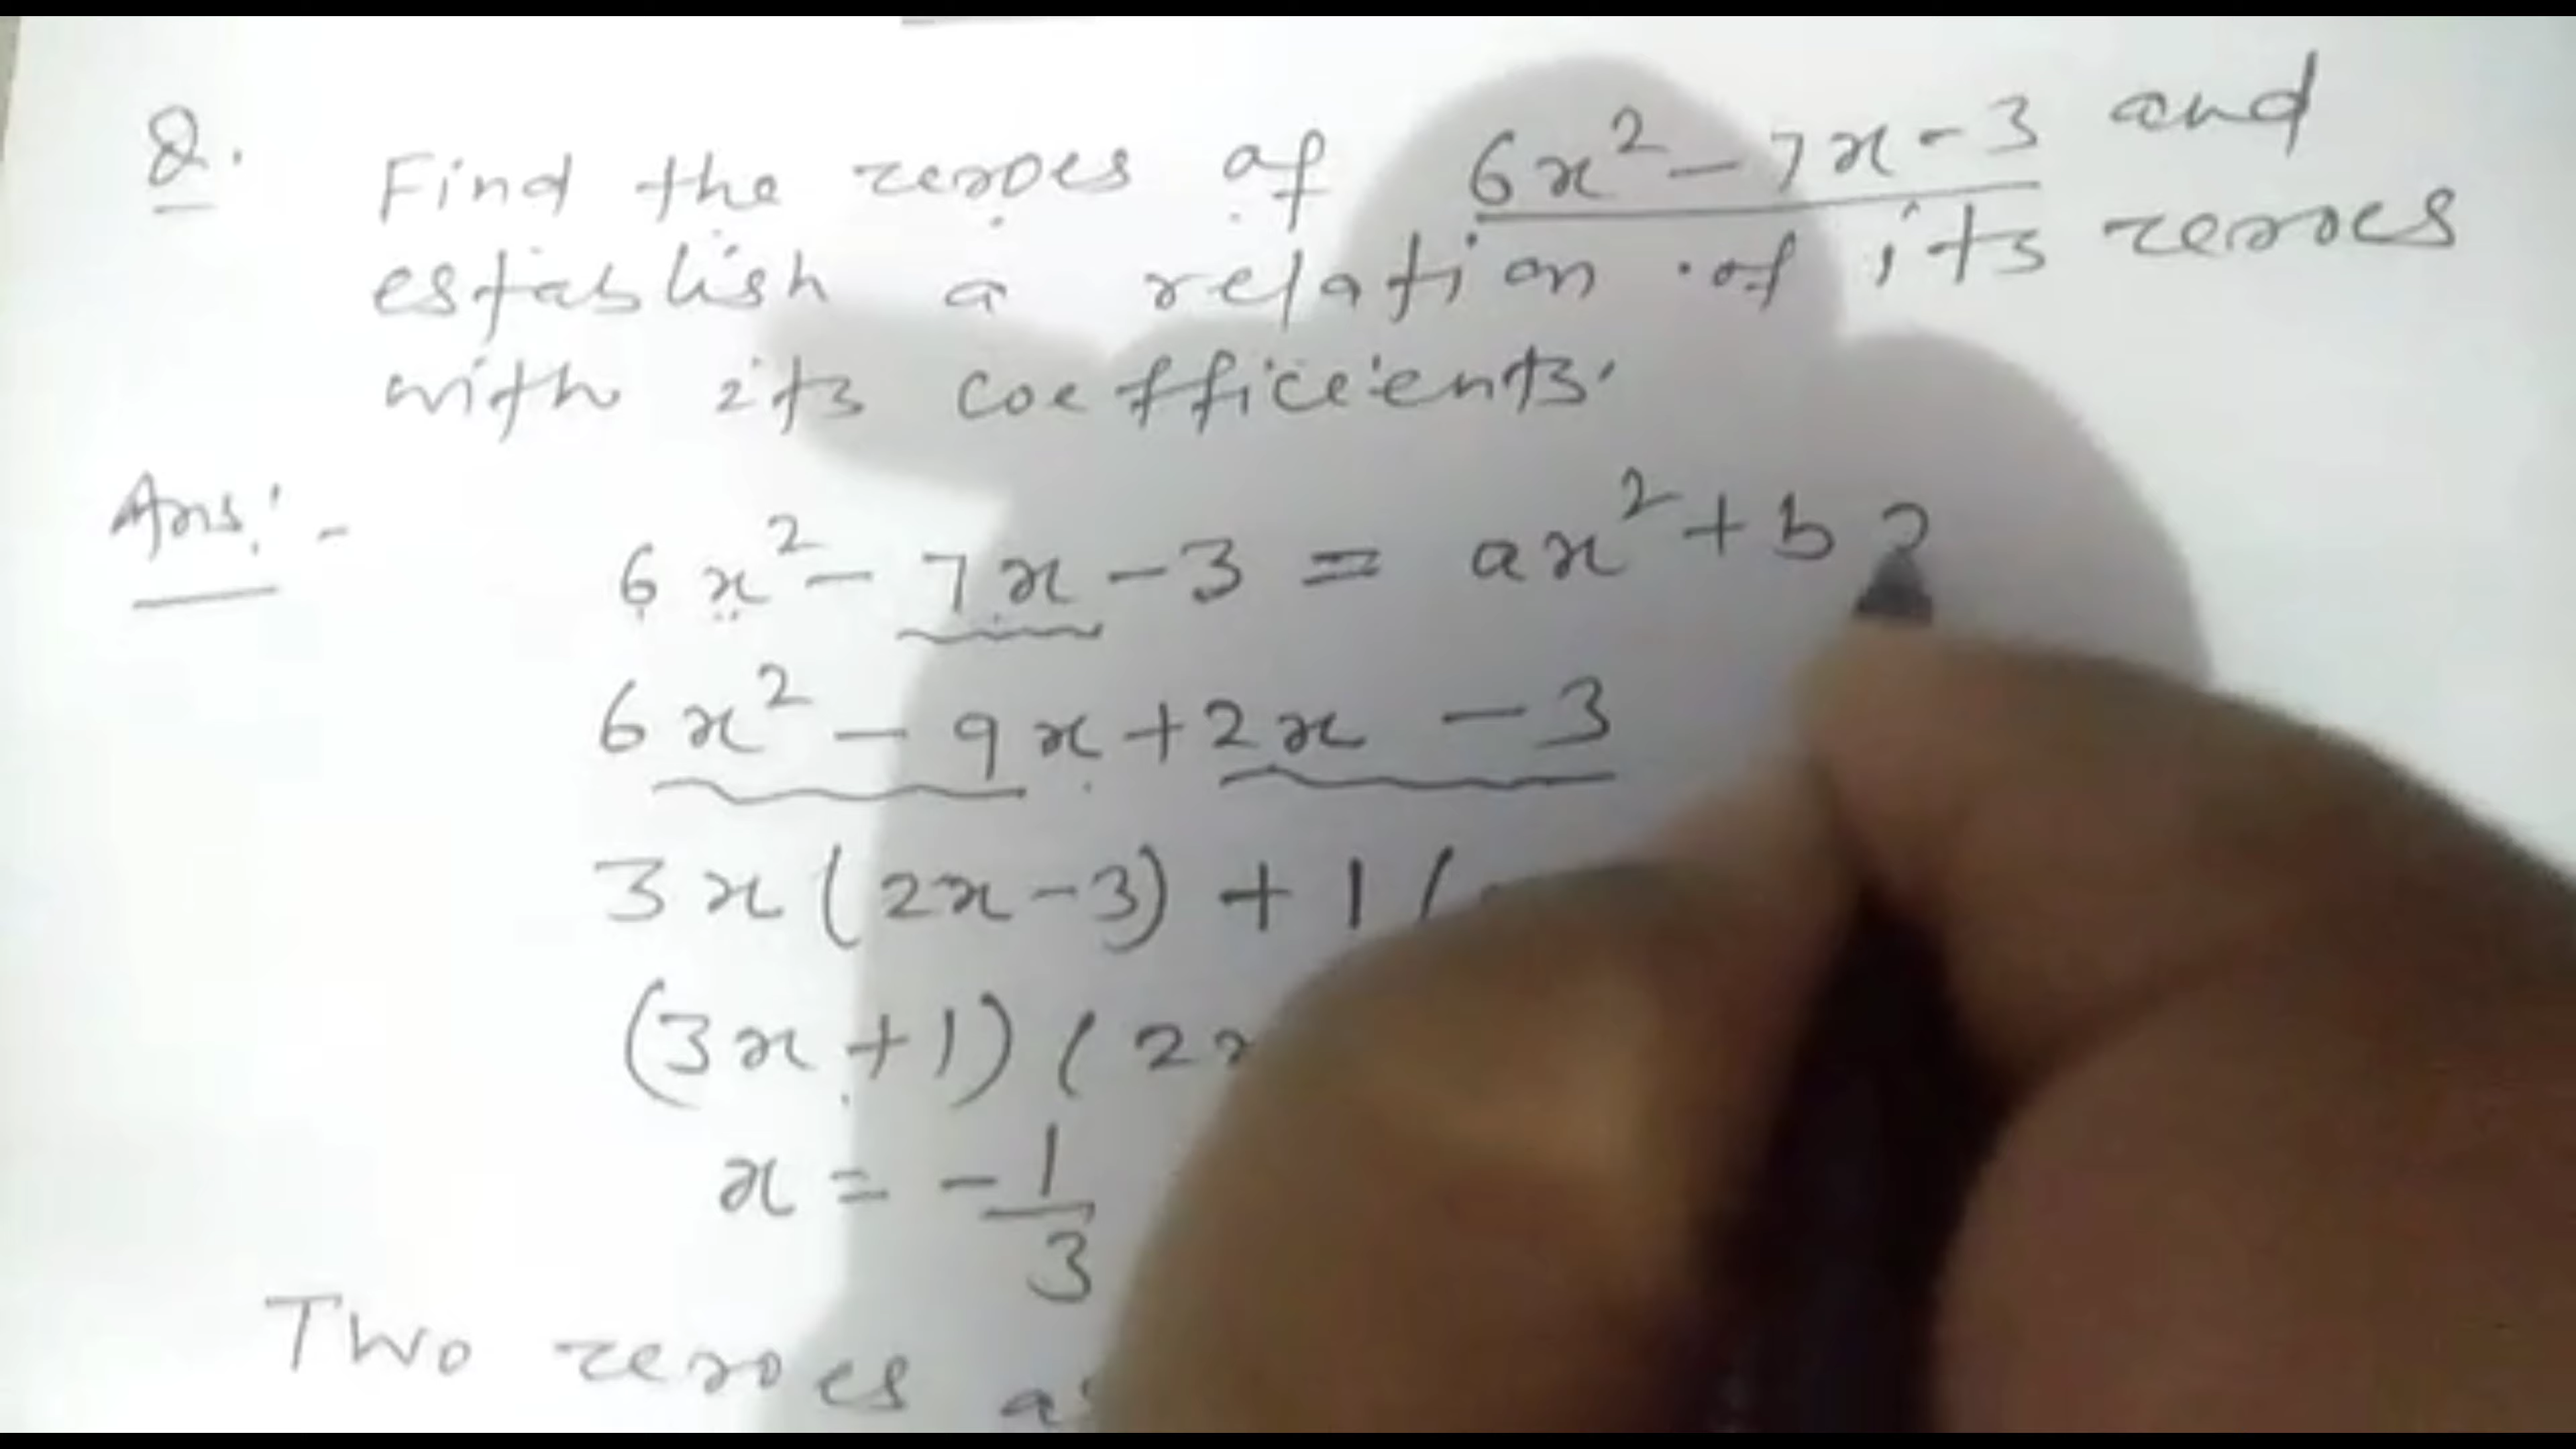 Q. Find the zeroes of 6x² - 7x - 3 and
establish a relation of its zeroes
with its coefficients.
Ans:-
6x² - 7x - 3 = ax² + b
6x² - 9x + 2x - 3
3x(2x-3) + 1(
(3x+1)(2x
x = -1/3
Two zeroes